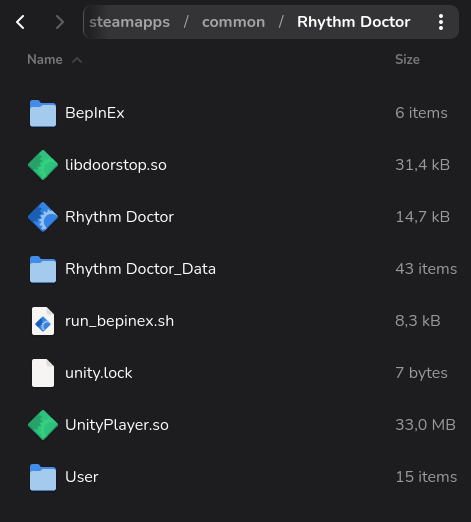 steamapps / common / Rhythm Doctor
Name Size
BepInEx 6 items
libdoorstop.so 31,4 kB
Rhythm Doctor 14,7 kB
Rhythm Doctor_Data 43 items
run_bepinex.sh 8,3 kB
unity.lock 7 bytes
UnityPlayer.so 33,0 MB
User 15 items